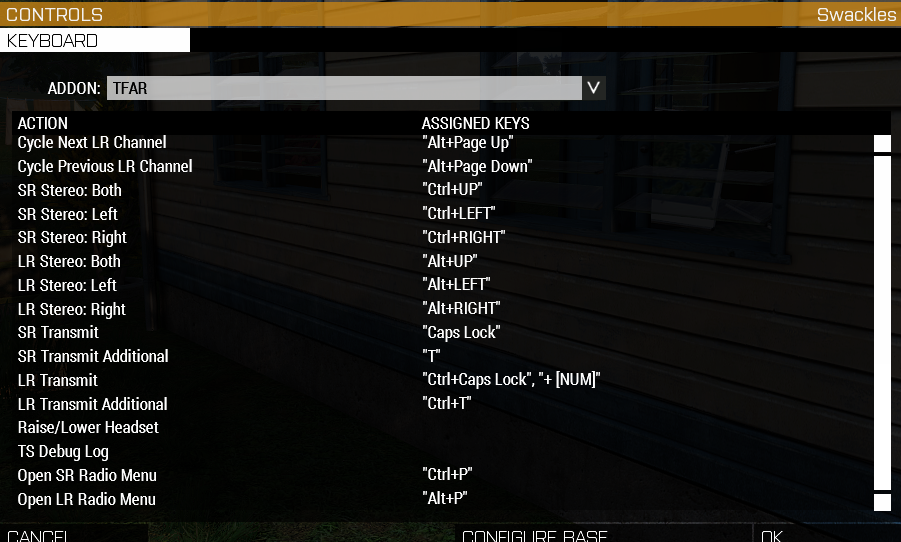 CONTROLS Swackles
KEYBOARD
ADDON: TFAR V
ACTION ASSIGNED KEYS
Cycle Next LR Channel "Alt+Page Up"
Cycle Previous LR Channel "Alt+Page Down"
SR Stereo: Both "Ctrl+UP"
SR Stereo: Left "Ctrl+LEFT"
SR Stereo: Right "Ctrl+RIGHT"
LR Stereo: Both "Alt+UP"
LR Stereo: Left "Alt+LEFT"
LR Stereo: Right "Alt+RIGHT"
SR Transmit "Caps Lock"
SR Transmit Additional "T"
LR Transmit "Ctrl+Caps Lock", "+ [NUM]"
LR Transmit Additional "Ctrl+T"
Raise/Lower Headset
TS Debug Log
Open SR Radio Menu "Ctrl+P"
Open LR Radio Menu "Alt+P"
CANCEL CONFIGURE BASE OK